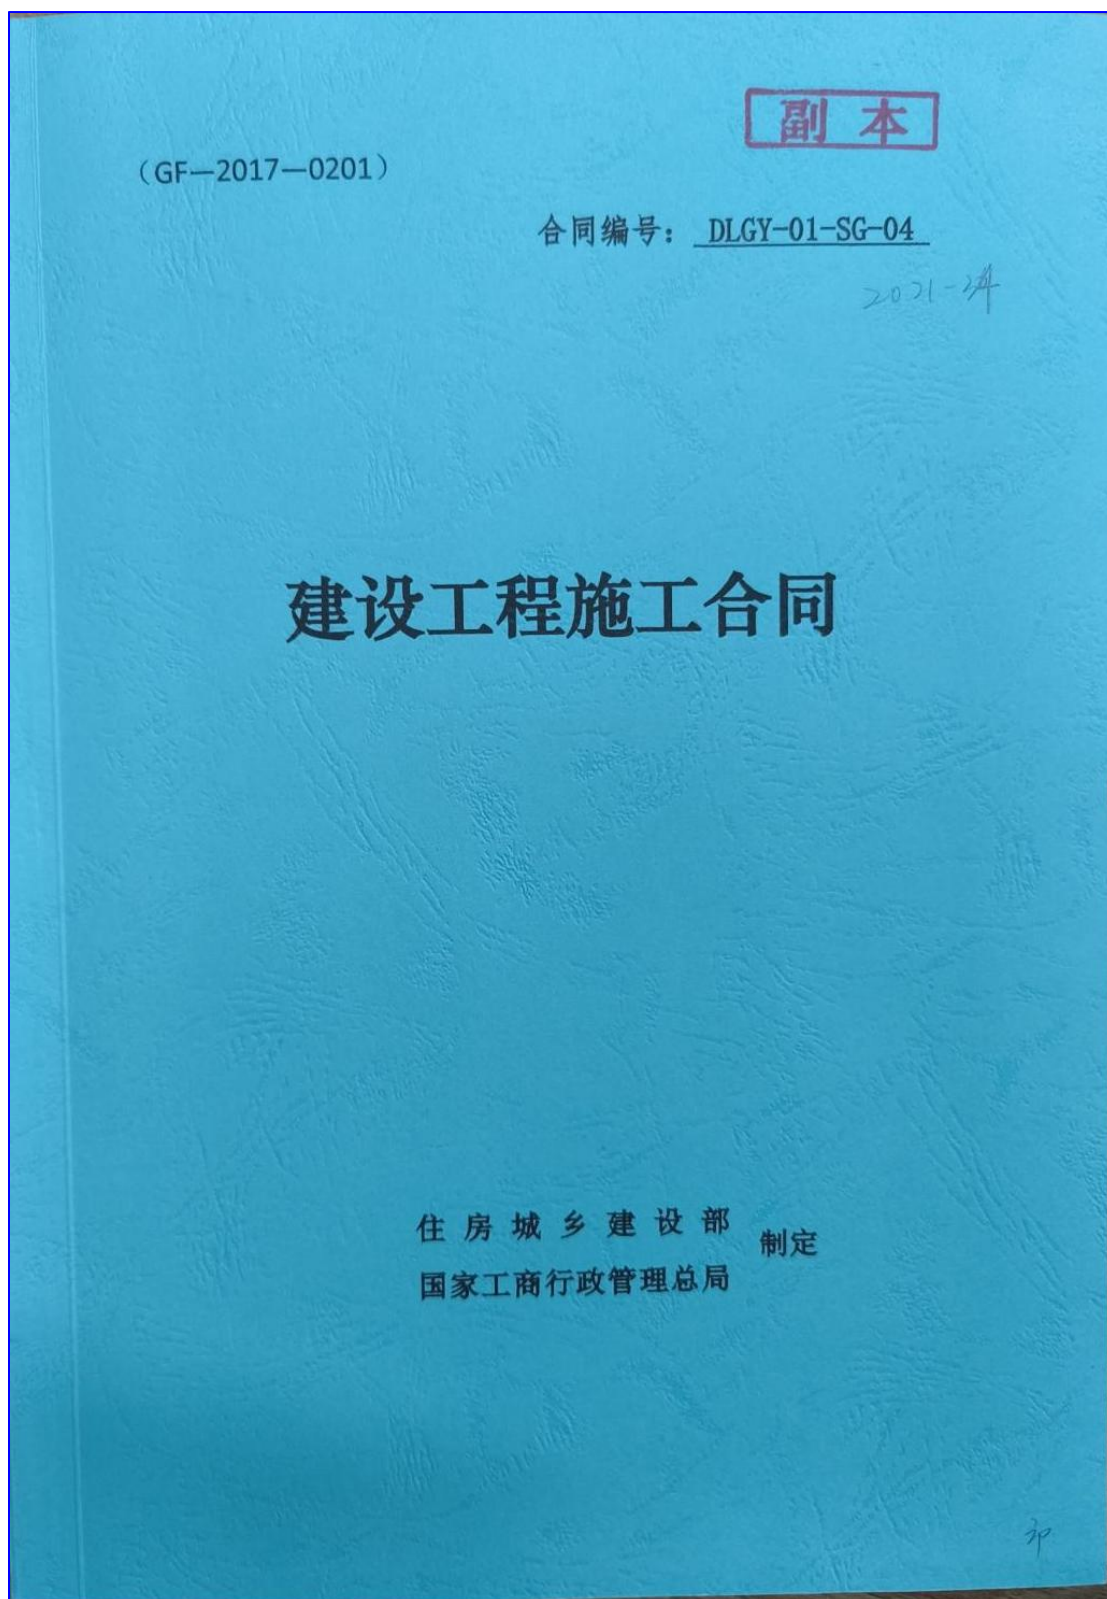 副本
（GF—2017—0201）
合同编号： DLGY-01-SG-04
2021-
建设工程施工合同
住房城乡建设部
制定
国家工商行政管理总局